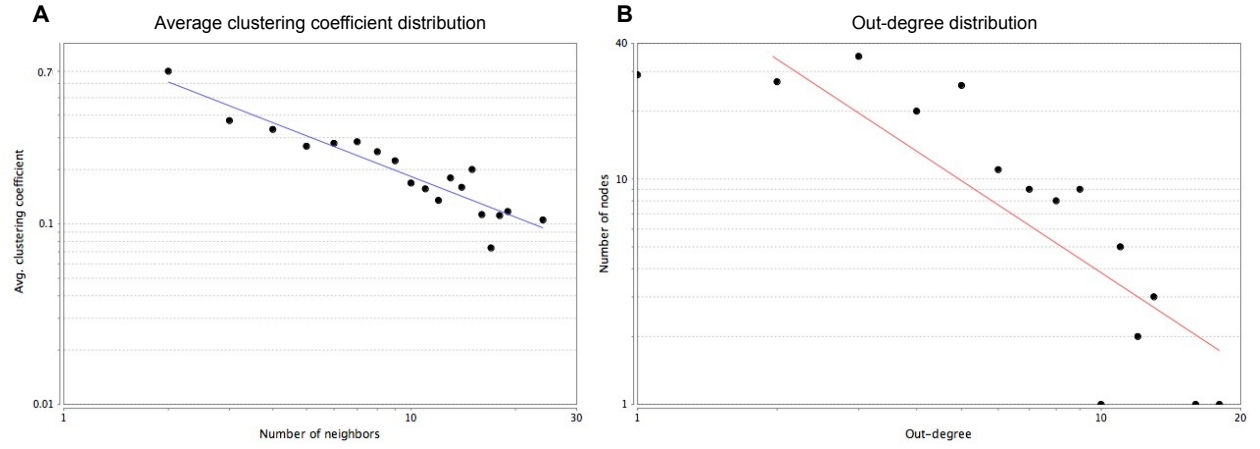 A
Average clustering coefficient distribution
0.7
0.1
0.01
Avg. clustering coefficient
1
10
30
Number of neighbors
B
Out-degree distribution
40
10
1
Number of nodes
1
10
20
Out-degree